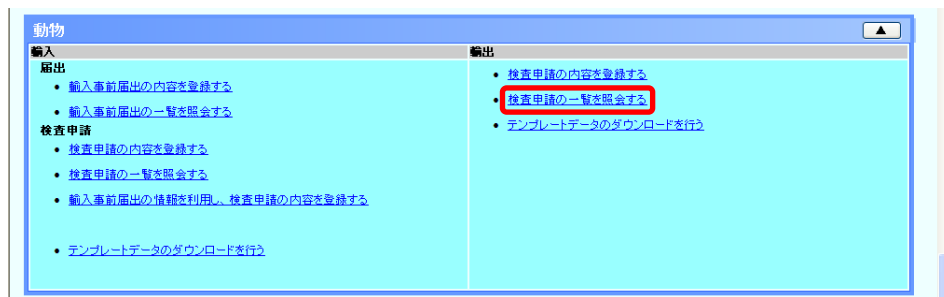 動物
輸入
届出
• 輸入事前届出の内容を登録する
• 輸入事前届出の一覧を照会する
検査申請
• 検査申請の内容を登録する
• 検査申請の一覧を照会する
• 輸入事前届出の情報を利用し、検査申請の内容を登録する
• テンプレートデータのダウンロードを行う
輸出
• 検査申請の内容を登録する
• 検査申請の一覧を照会する
• テンプレートデータのダウンロードを行う